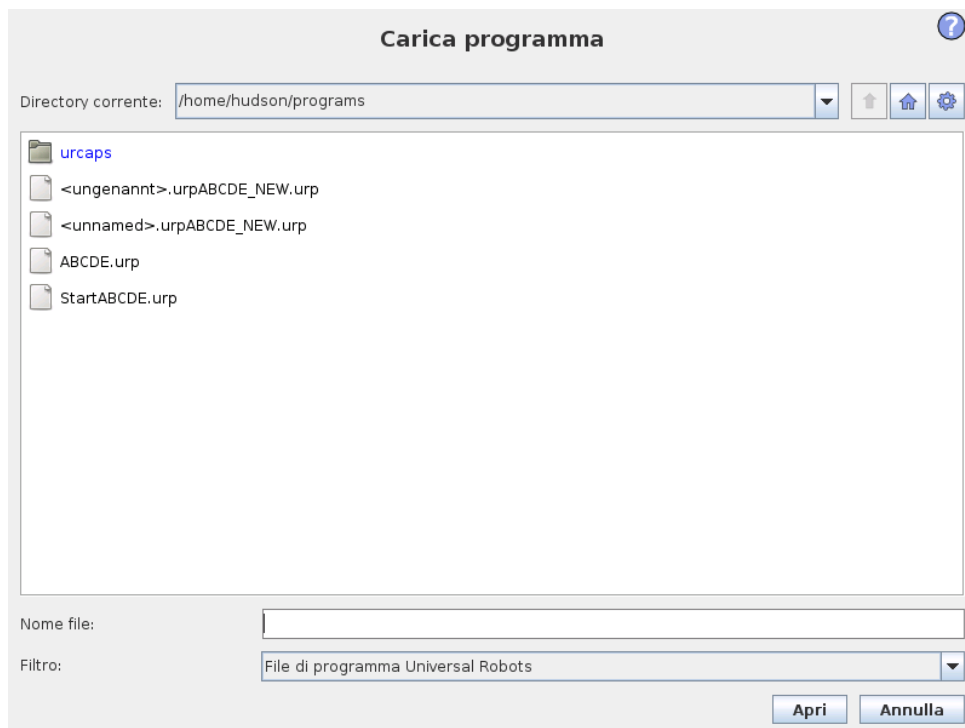 Carica programma
?
Directory corrente: /home/hudson/programs
urcaps
<ungenannt>.urpABCDE_NEW.urp
<unnamed>.urpABCDE_NEW.urp
ABCDE.urp
StartABCDE.urp
Nome file:
Filtro: File di programma Universal Robots
Apri Annulla